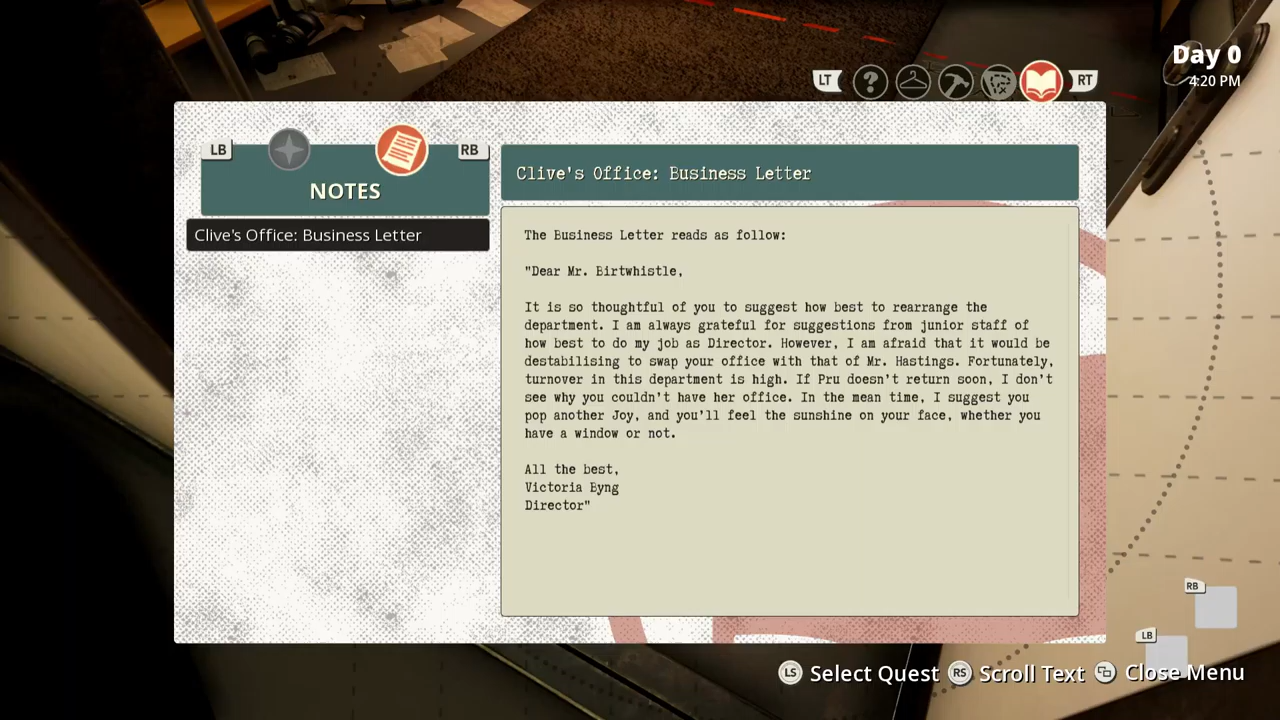 Day 0
4:20 PM
LT
?
RT
LB
RB
NOTES
Clive's Office: Business Letter
Clive's Office: Business Letter
The Business Letter reads as follow:
"Dear Mr. Birtwhistle,
It is so thoughtful of you to suggest how best to rearrange the
department. I am always grateful for suggestions from junior staff of
how best to do my job as Director. However, I am afraid that it would be
destabilising to swap your office with that of Mr. Hastings. Fortunately,
turnover in this department is high. If Pru doesn't return soon, I don't
see why you couldn't have her office. In the mean time, I suggest you
pop another Joy, and you'll feel the sunshine on your face, whether you
have a window or not.
All the best,
Victoria Byng
Director"
RB
LB
LS Select Quest RS Scroll Text Close Menu